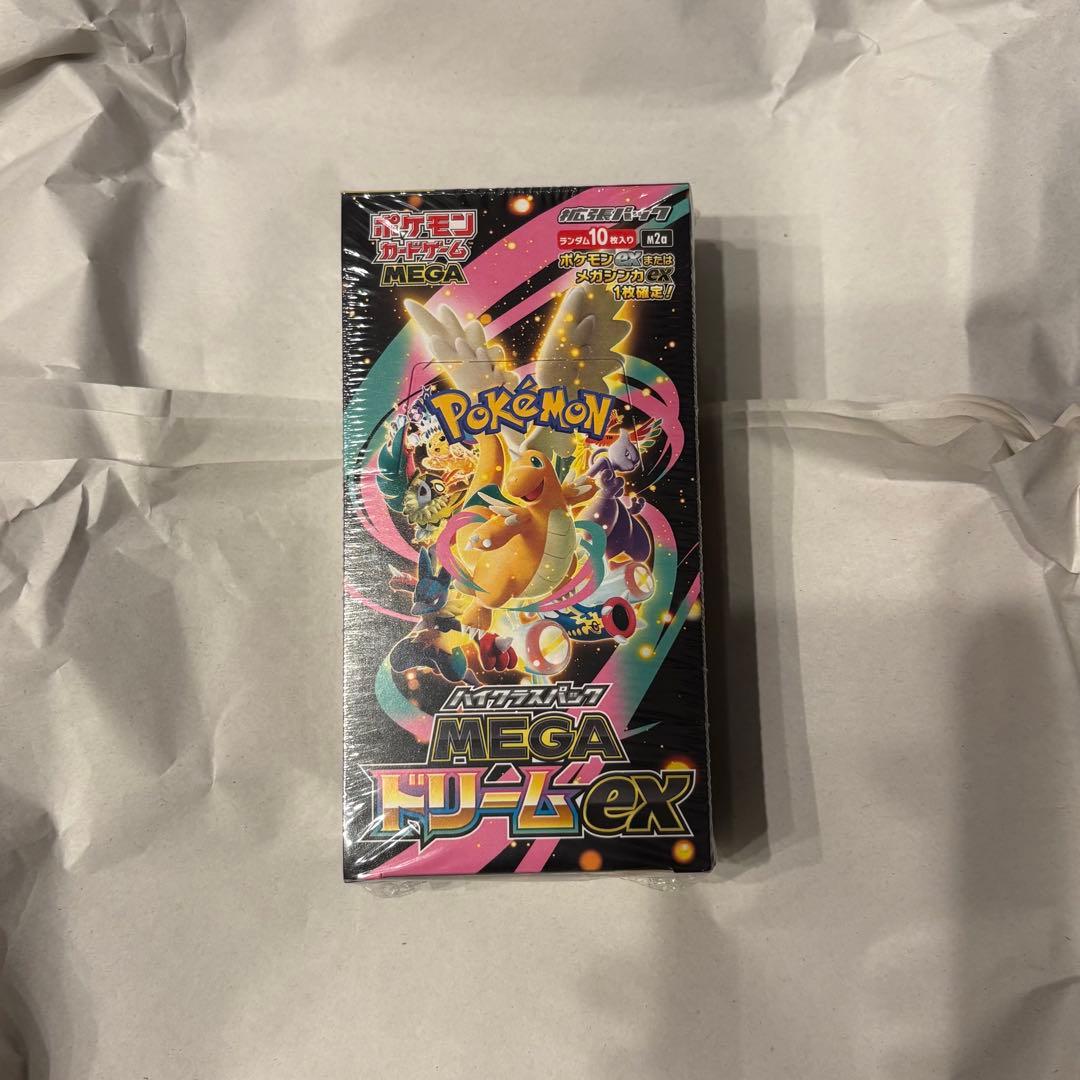 ポケモン
カードゲーム
MEGA
拡張パック
ランダム10枚入り M2a
ポケモンexまたは
メガシンカex
1枚確定!
POKéMON
ハイクラスパック
MEGA
ドリームex